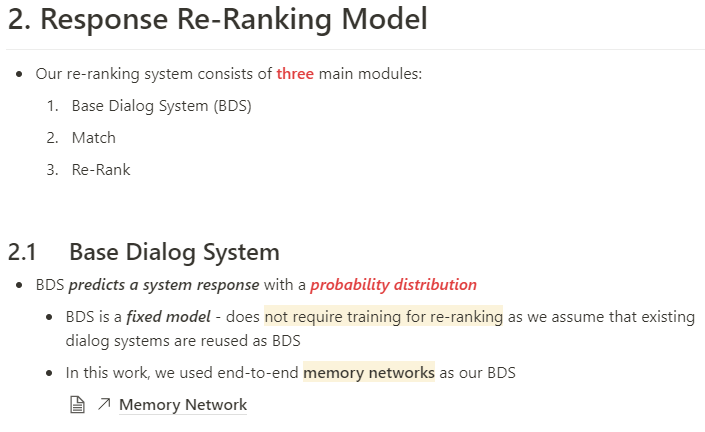 2. Response Re-Ranking Model
• Our re-ranking system consists of three main modules:
1. Base Dialog System (BDS)
2. Match
3. Re-Rank
2.1 Base Dialog System
• BDS predicts a system response with a probability distribution
• BDS is a fixed model - does not require training for re-ranking as we assume that existing
dialog systems are reused as BDS
• In this work, we used end-to-end memory networks as our BDS
↗ Memory Network